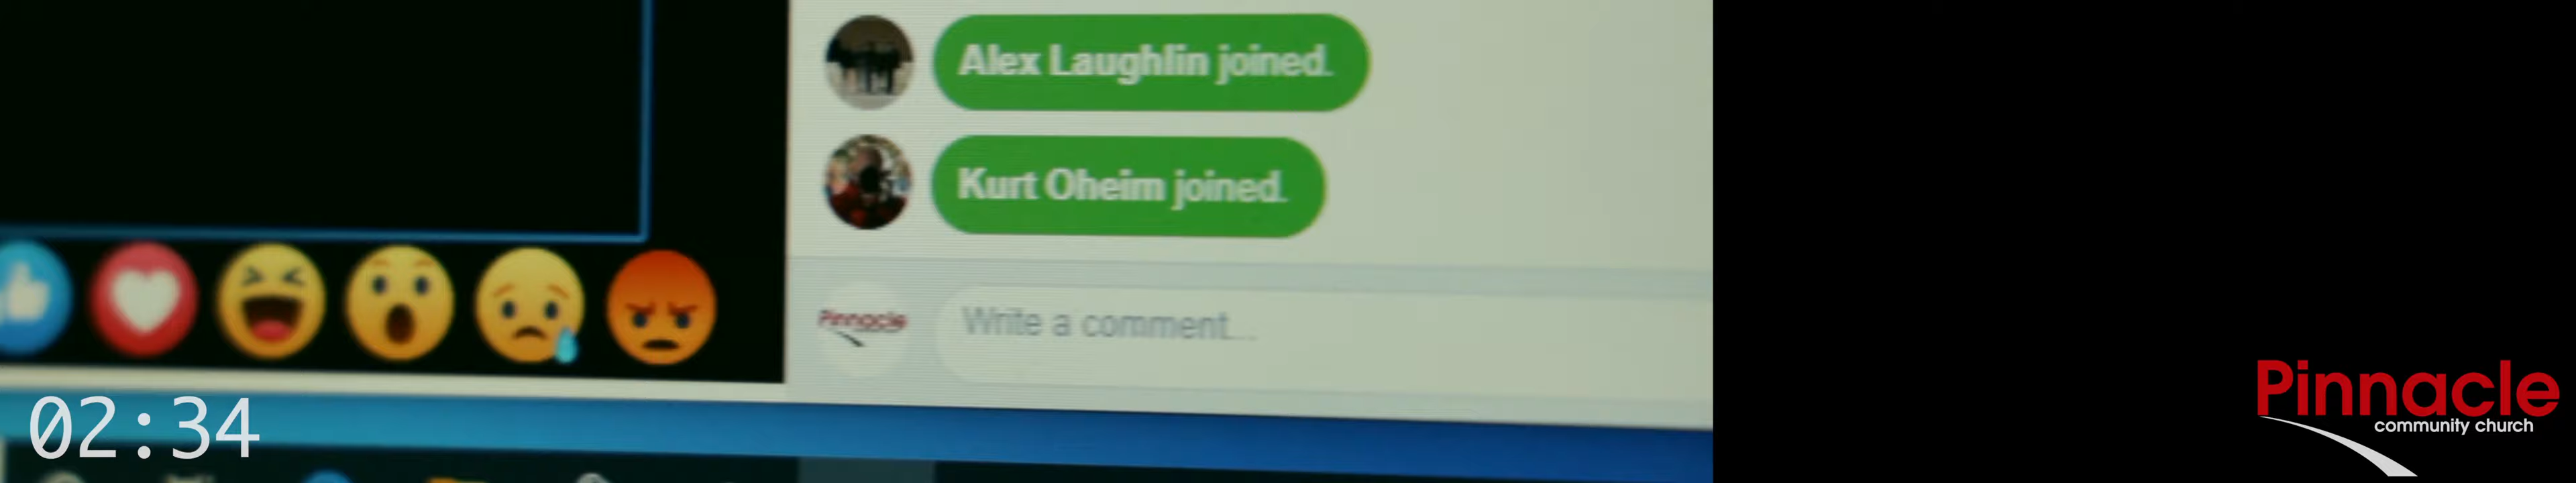 Alex Laughlin joined.
Kurt Oheim joined.
Pinnacle
Write a comment...
02:34
Pinnacle
community church